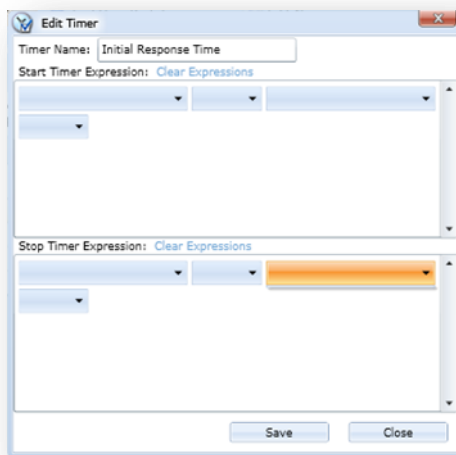 Edit Timer
Timer Name: Initial Response Time
Start Timer Expression: Clear Expressions
Stop Timer Expression: Clear Expressions
Save Close